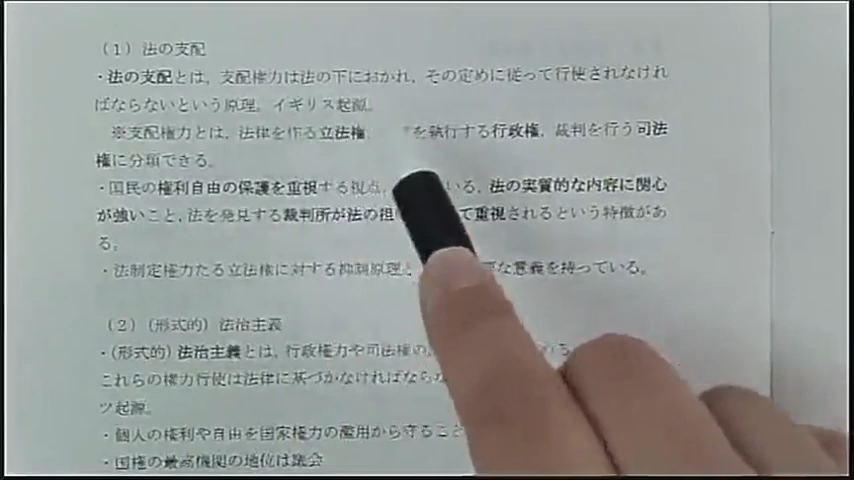 (1) 法の支配
・法の支配とは、支配権力は法の下におかれ、その定めに従って行使されなけれ
ばならないという原理。イギリス起源。
※支配権力とは、法律を作る立法権 を執行する行政権、裁判を行う司法
権に分類できる。
・国民の権利自由の保護を重視する視点 いる、法の実質的な内容に関心
が強いこと、法を発見する裁判所が法の担 て重視されるという特徴があ
る。
・法制定権力たる立法権に対する抑制原理と な意義を持っている。
(2) (形式的) 法治主義
・(形式的) 法治主義とは、行政権力や司法権の
これらの権力行使は法律に基づかなければなら
ツ起源。
・個人の権利や自由を国家権力の濫用から守ること
・国権の最高機関の地位は議会